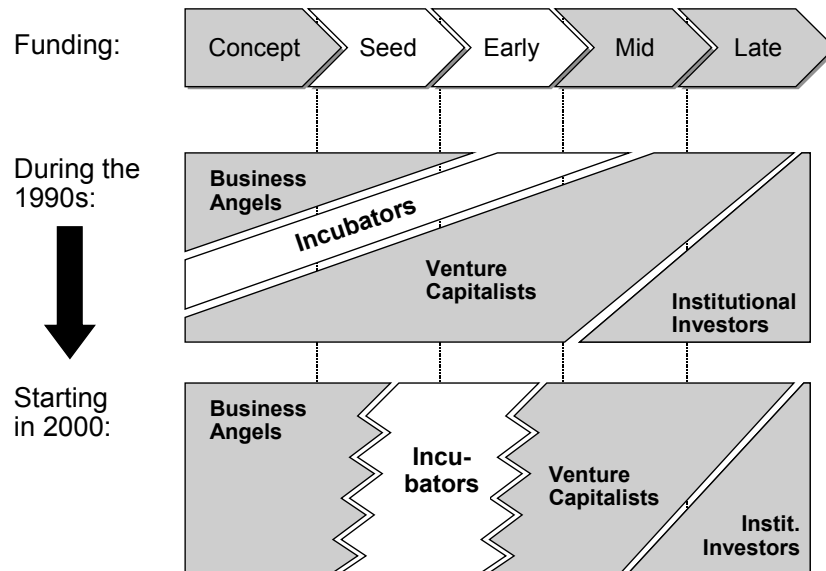 Funding:
Concept
Seed
Early
Mid
Late
During the
1990s:
Business
Angels
Incubators
Venture
Capitalists
Institutional
Investors
Starting
in 2000:
Business
Angels
Incu-
bators
Venture
Capitalists
Instit.
Investors